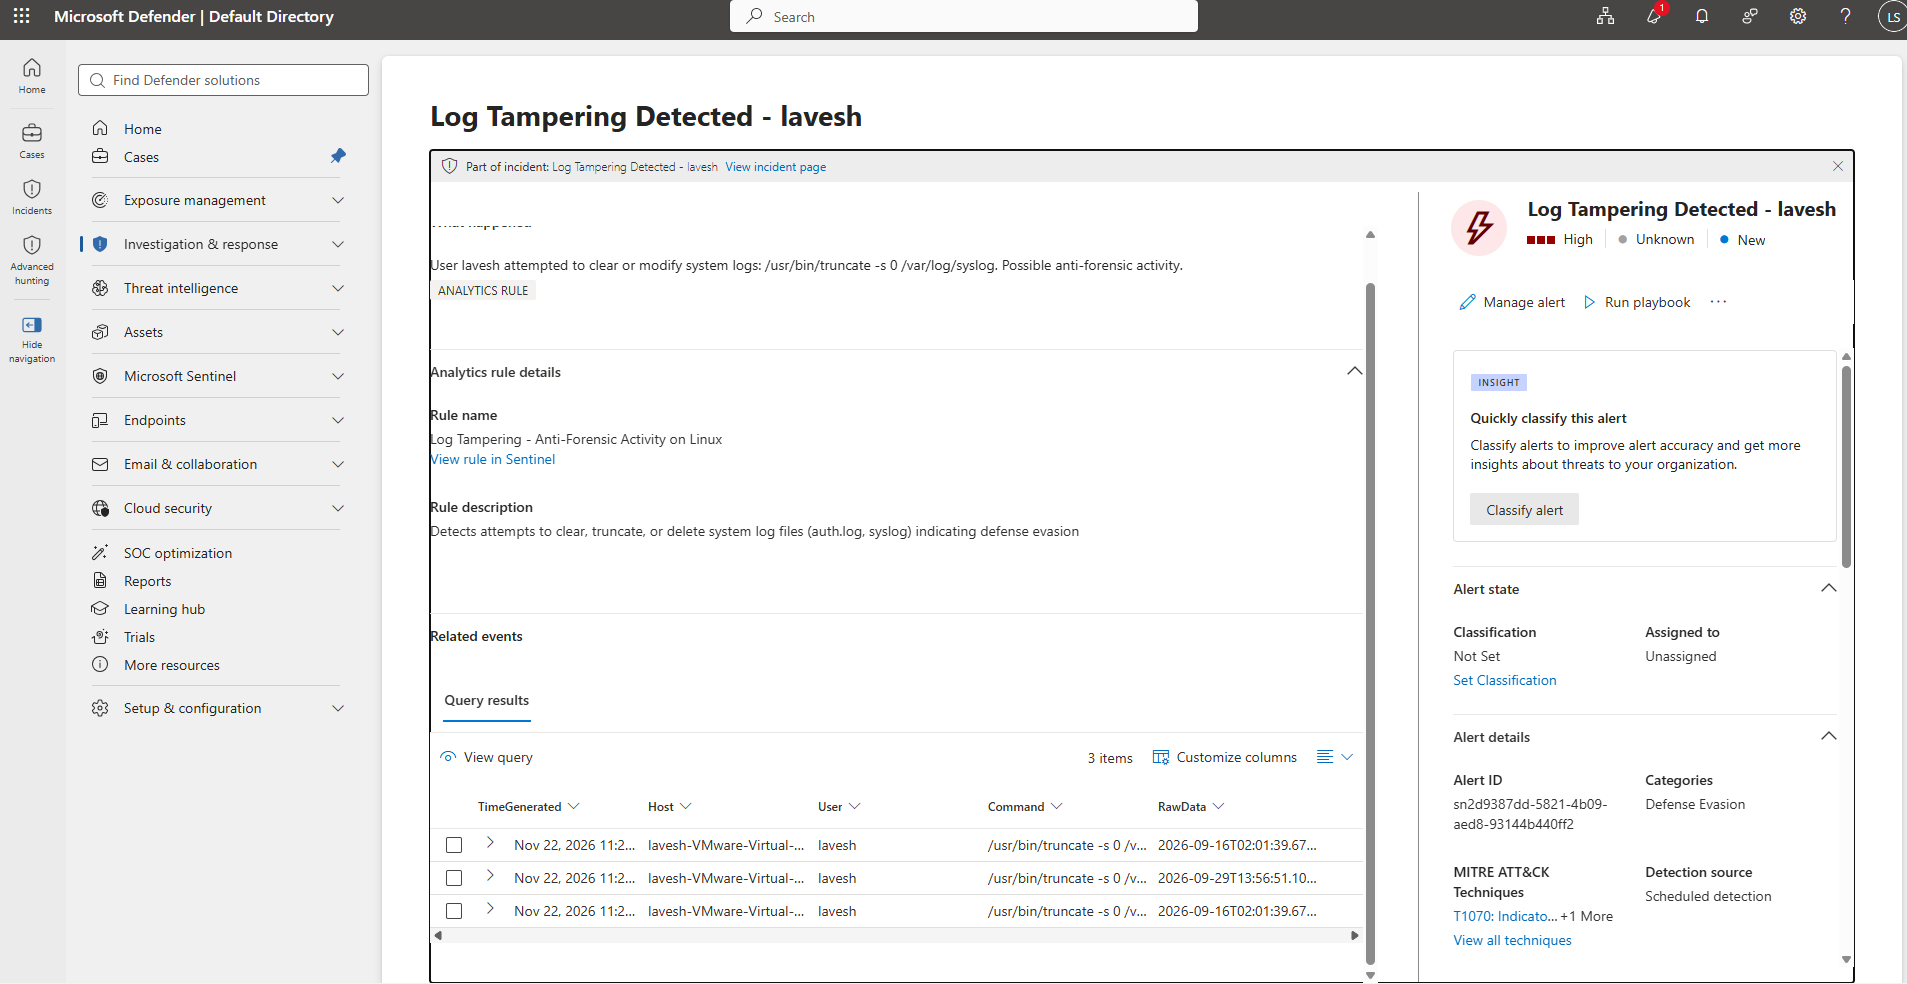 Microsoft Defender | Default Directory
Search
1
LS
Home
Cases
Incidents
Advanced
hunting
Hide
navigation
Find Defender solutions
Home
Cases
Exposure management
Investigation & response
Threat intelligence
Assets
Microsoft Sentinel
Endpoints
Email & collaboration
Cloud security
SOC optimization
Reports
Learning hub
Trials
More resources
Setup & configuration
Log Tampering Detected - lavesh
Part of incident: Log Tampering Detected - lavesh View incident page
What happened
User lavesh attempted to clear or modify system logs: /usr/bin/truncate -s 0 /var/log/syslog. Possible anti-forensic activity.
ANALYTICS RULE
Analytics rule details
Rule name
Log Tampering - Anti-Forensic Activity on Linux
View rule in Sentinel
Rule description
Detects attempts to clear, truncate, or delete system log files (auth.log, syslog) indicating defense evasion
Related events
Query results
View query 3 items Customize columns
TimeGenerated Host User Command RawData
Nov 22, 2026 11:2... lavesh-VMware-Virtual-... lavesh /usr/bin/truncate -s 0 /v... 2026-09-16T02:01:39.67...
Nov 22, 2026 11:2... lavesh-VMware-Virtual-... lavesh /usr/bin/truncate -s 0 /v... 2026-09-29T13:56:51.10...
Nov 22, 2026 11:2... lavesh-VMware-Virtual-... lavesh /usr/bin/truncate -s 0 /v... 2026-09-16T02:01:39.67...
Log Tampering Detected - lavesh
High Unknown New
Manage alert Run playbook ...
INSIGHT
Quickly classify this alert
Classify alerts to improve alert accuracy and get more
insights about threats to your organization.
Classify alert
Alert state
Classification Assigned to
Not Set Unassigned
Set Classification
Alert details
Alert ID Categories
sn2d9387dd-5821-4b09- Defense Evasion
aed8-93144b440ff2
MITRE ATT&CK Detection source
Techniques Scheduled detection
T1070: Indicato... +1 More
View all techniques